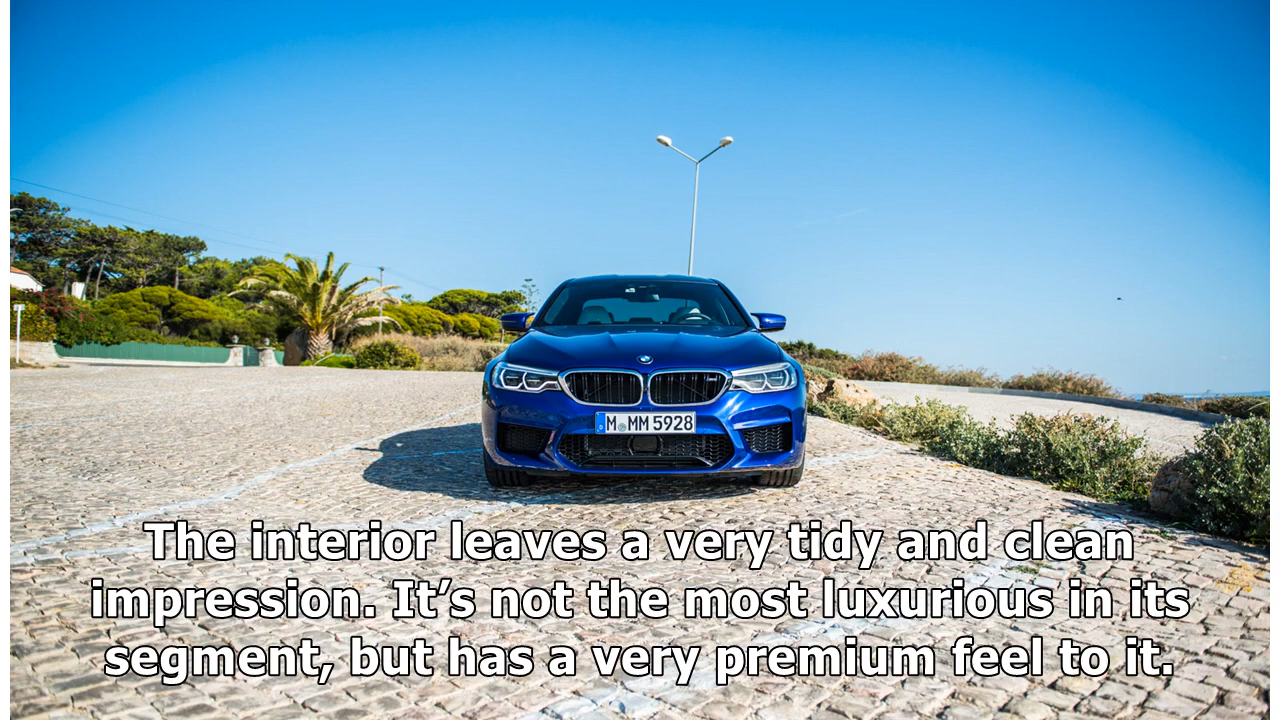 M MM 5928
The interior leaves a very tidy and clean
impression. It’s not the most luxurious in its
segment, but has a very premium feel to it.